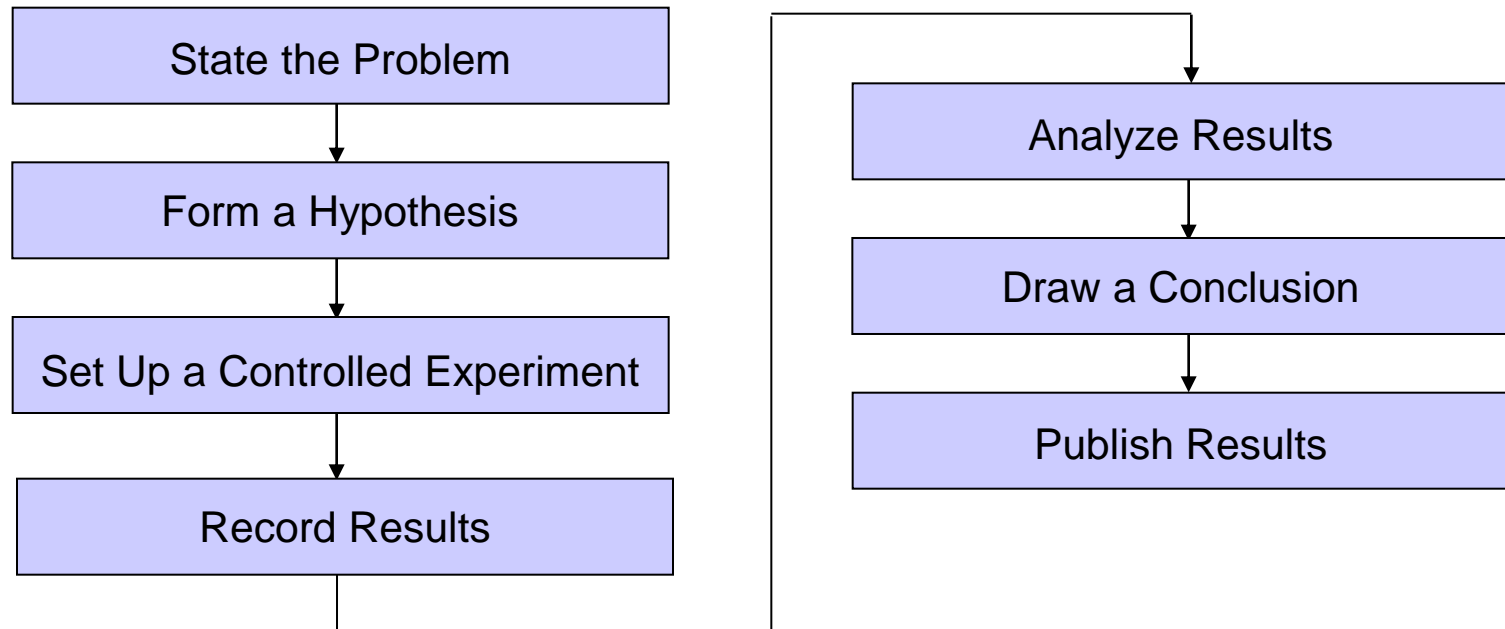 State the Problem
Form a Hypothesis
Set Up a Controlled Experiment
Record Results
Analyze Results
Draw a Conclusion
Publish Results